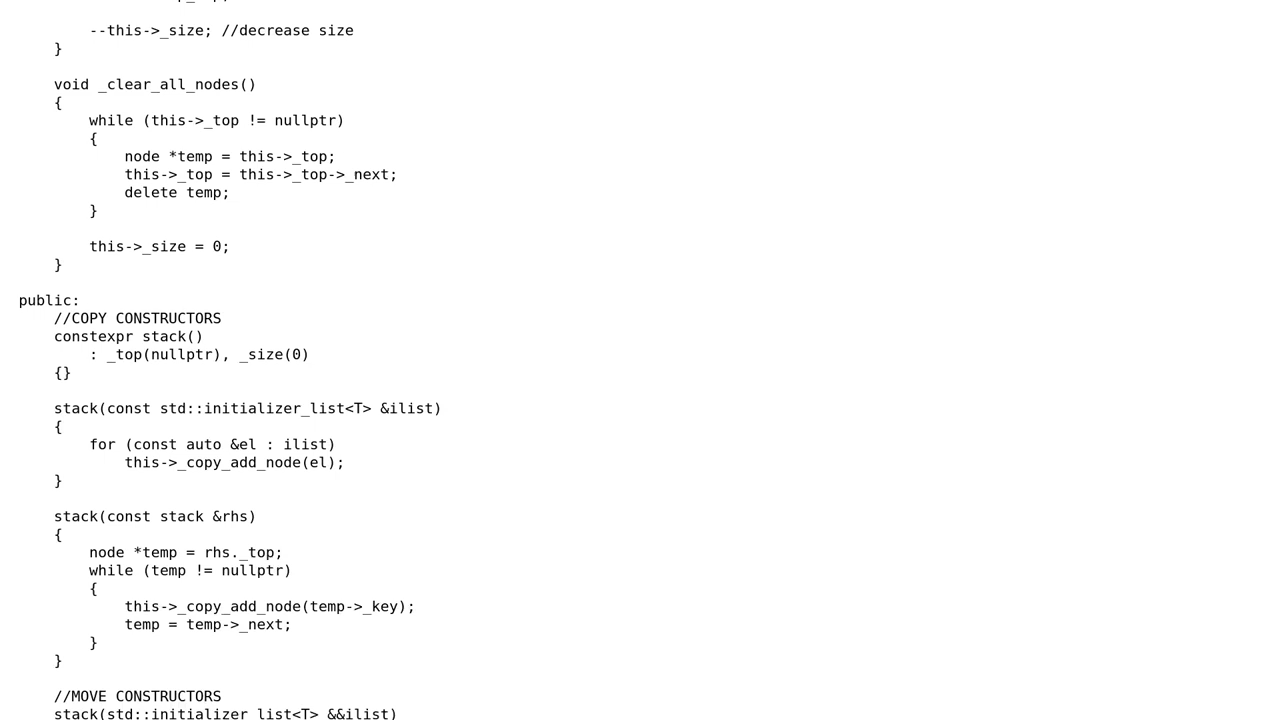 --this->_size; //decrease size
}
void _clear_all_nodes()
{
while (this->_top != nullptr)
{
node *temp = this->_top;
this->_top = this->_top->_next;
delete temp;
}
this->_size = 0;
}
public:
//COPY CONSTRUCTORS
constexpr stack()
: _top(nullptr), _size(0)
{}
stack(const std::initializer_list<T> &ilist)
{
for (const auto &el : ilist)
this->_copy_add_node(el);
}
stack(const stack &rhs)
{
node *temp = rhs._top;
while (temp != nullptr)
{
this->_copy_add_node(temp->_key);
temp = temp->_next;
}
}
//MOVE CONSTRUCTORS
stack(std::initializer_list<T> &&ilist)